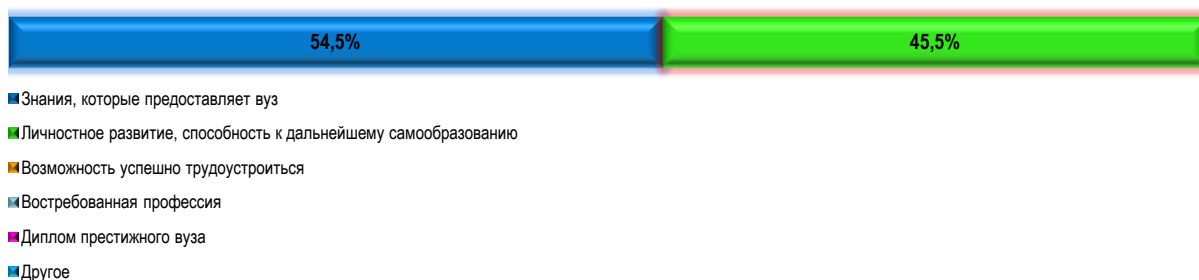 54,5% 45,5%
Знания, которые предоставляет вуз
Личностное развитие, способность к дальнейшему самообразованию
Возможность успешно трудоустроиться
Востребованная профессия
Диплом престижного вуза
Другое